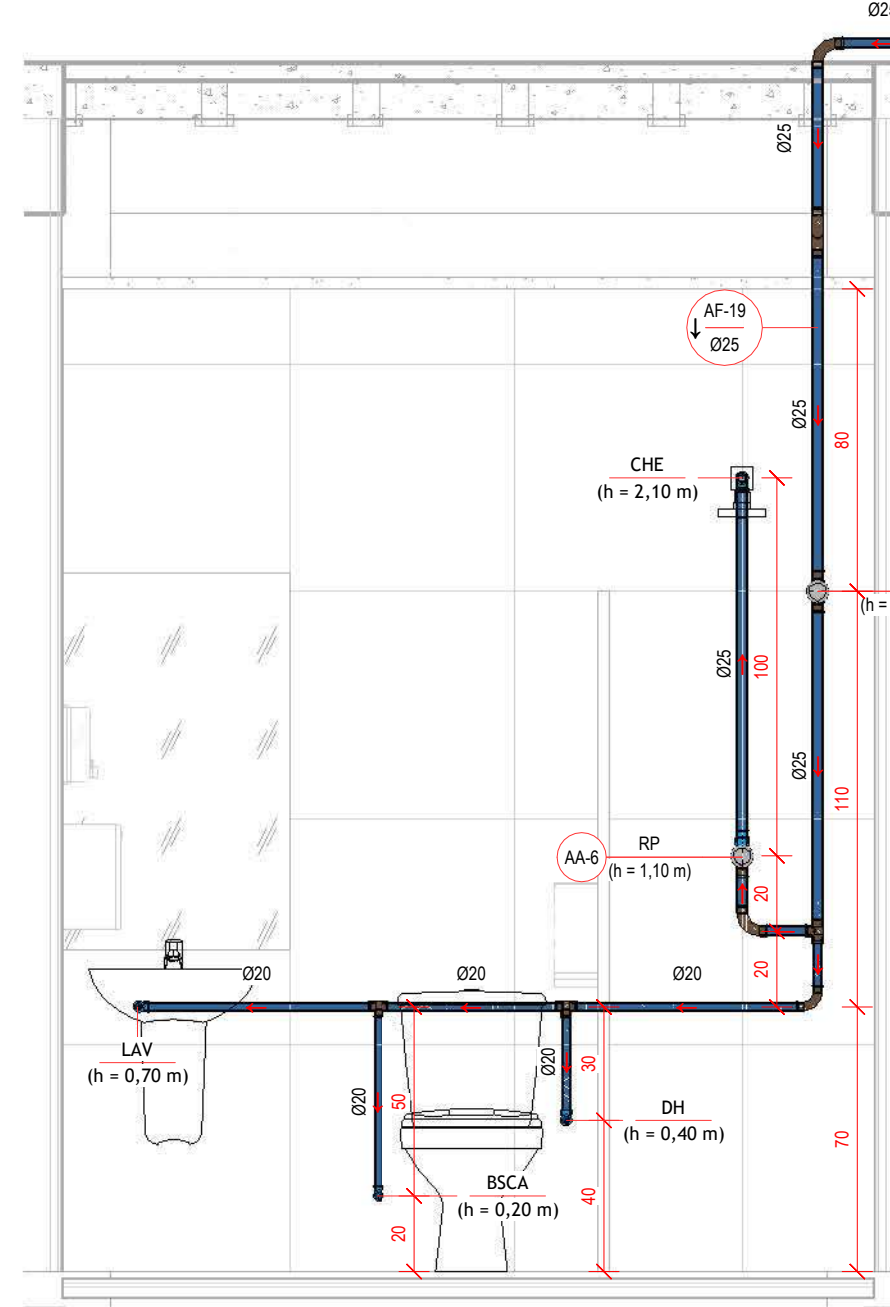 Ø25
Ø25
AF-19
Ø25
Ø25
80
CHE
(h = 2,10 m)
(h =
Ø25
100
Ø25
110
AA-6
RP
(h = 1,10 m)
20
20
Ø20
Ø20
Ø20
LAV
(h = 0,70 m)
Ø20
50
Ø20
30
DH
(h = 0,40 m)
70
BSCA
(h = 0,20 m)
40
20